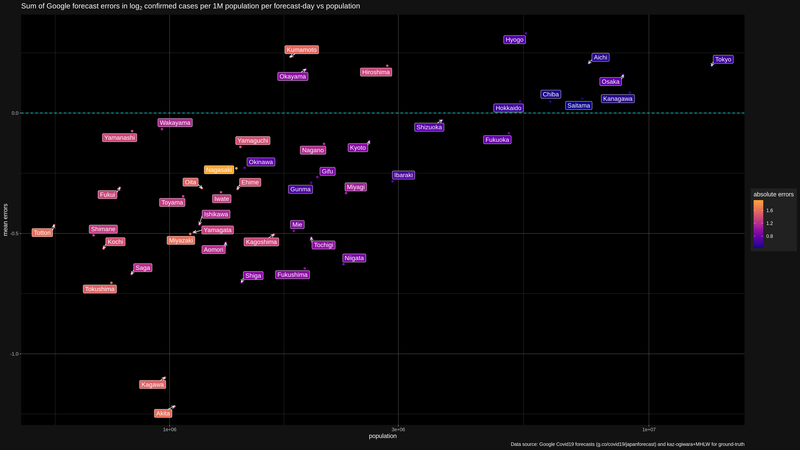 Sum of Google forecast errors in log₂ confirmed cases per 1M population per forecast-day vs population
Hyogo
Kumamoto
Aichi
Tokyo
Hiroshima
Okayama
Osaka
Chiba
Kanagawa
Saitama
Hokkaido
0.0
Wakayama
Shizuoka
Yamanashi
Yamaguchi
Fukuoka
Nagano
Kyoto
Okinawa
Nagasaki
Gifu
Ibaraki
Oita
Ehime
Gunma
Miyagi
Fukui
Iwate
Toyama
Ishikawa
Mie
Shimane
Yamagata
Tottori
-0.5
Kochi
Miyazaki
Kagoshima
Tochigi
Aomori
Niigata
Saga
Shiga
Fukushima
Tokushima
-1.0
Kagawa
Akita
mean errors
1e+06
3e+06
1e+07
population
absolute errors
1.6
1.2
0.8
Data source: Google Covid19 forecasts (g.co/covid19/japanforecast) and kaz-ogiwara+MHLW for ground-truth